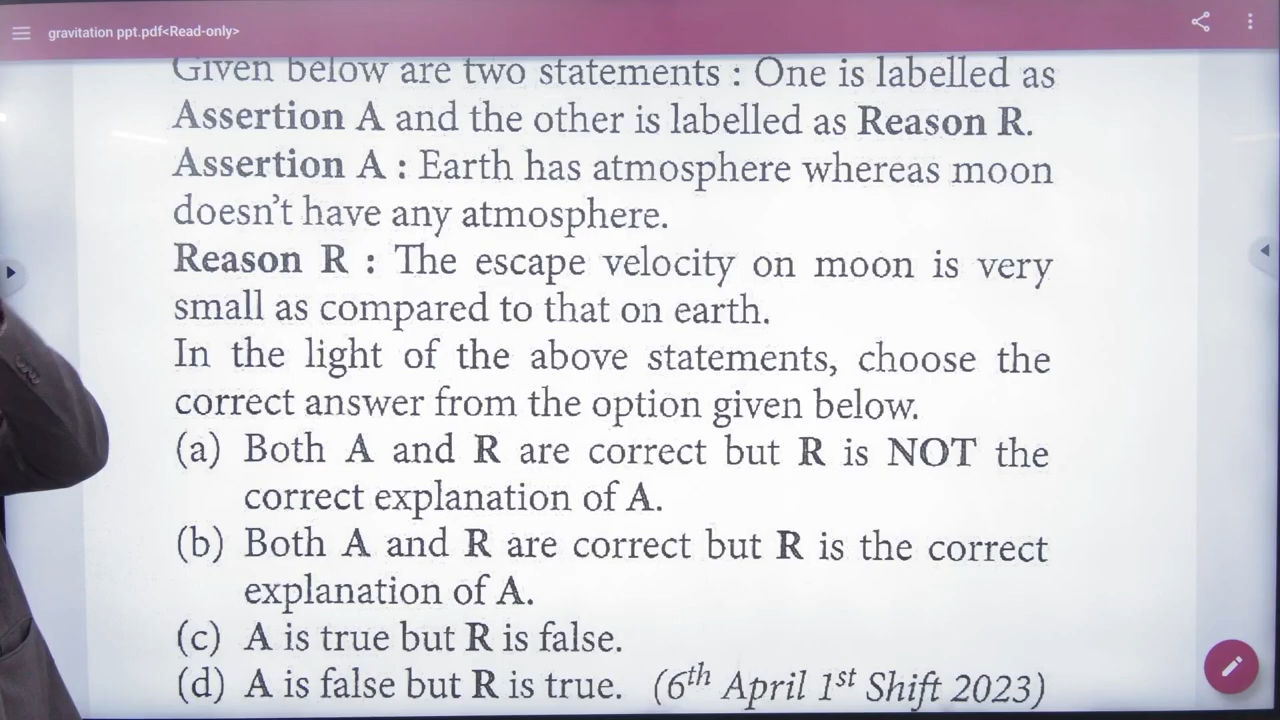 gravitation ppt.pdf<Read-only>
Given below are two statements : One is labelled as
Assertion A and the other is labelled as Reason R.
Assertion A : Earth has atmosphere whereas moon
doesn't have any atmosphere.
Reason R : The escape velocity on moon is very
small as compared to that on earth.
In the light of the above statements, choose the
correct answer from the option given below.
(a) Both A and R are correct but R is NOT the
correct explanation of A.
(b) Both A and R are correct but R is the correct
explanation of A.
(c) A is true but R is false.
(d) A is false but R is true. (6th April 1st Shift 2023)